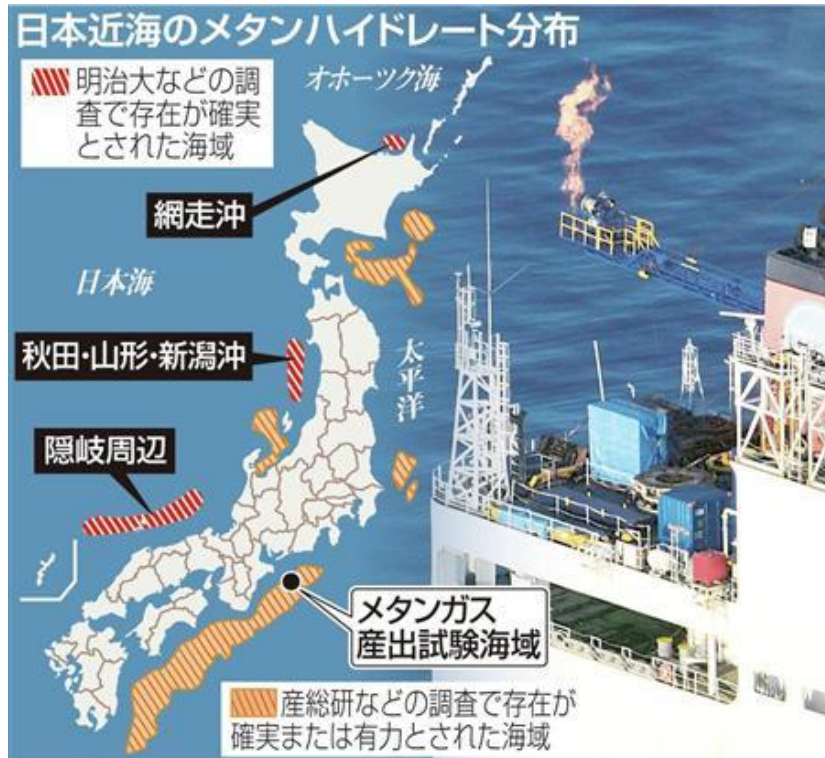 日本近海のメタンハイドレート分布
明治大などの調
査で存在が確実
とされた海域
オホーツク海
網走沖
日本海
秋田・山形・新潟沖
太平洋
隠岐周辺
メタンガス
産出試験海域
産総研などの調査で存在が
確実または有力とされた海域